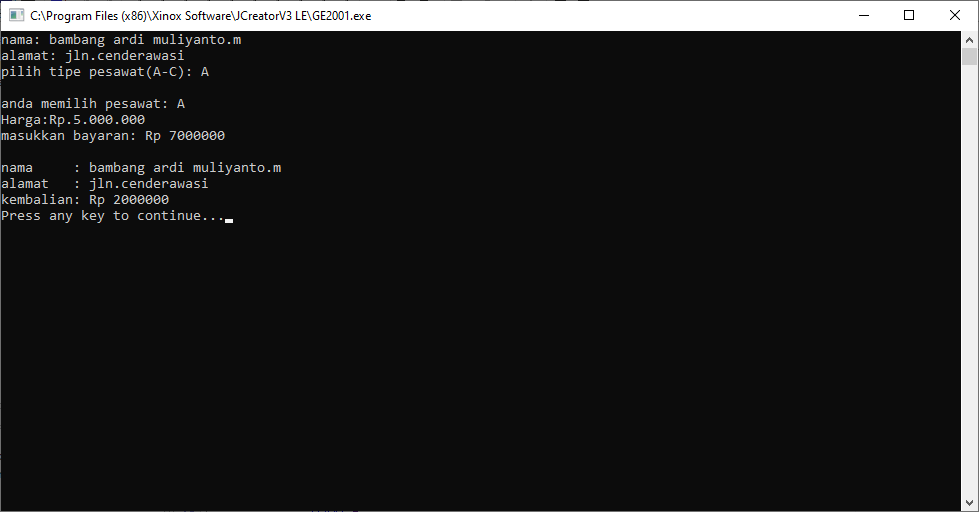 C:\Program Files (x86)\Xinox Software\JCreatorV3 LE\GE2001.exe
nama: bambang ardi muliyanto.m
alamat: jln.cenderawasi
pilih tipe pesawat(A-C): A
anda memilih pesawat: A
Harga:Rp.5.000.000
masukkan bayaran: Rp 7000000
nama     : bambang ardi muliyanto.m
alamat   : jln.cenderawasi
kembalian: Rp 2000000
Press any key to continue...